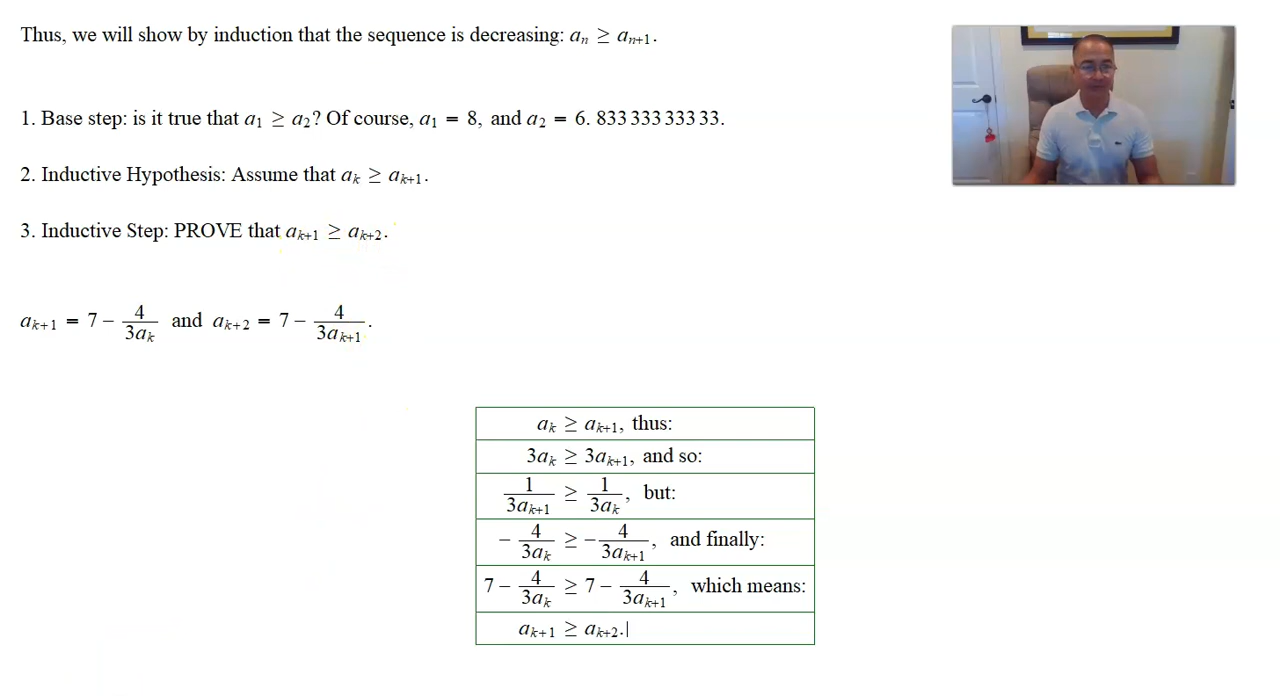 Thus, we will show by induction that the sequence is decreasing: aₙ ≥ aₙ₊₁.
1. Base step: is it true that a₁ ≥ a₂? Of course, a₁ = 8, and a₂ = 6. 833 333 333 33.
2. Inductive Hypothesis: Assume that aₖ ≥ aₖ₊₁.
3. Inductive Step: PROVE that aₖ₊₁ ≥ aₖ₊₂.
aₖ₊₁ = 7 − 4/(3aₖ) and aₖ₊₂ = 7 − 4/(3aₖ₊₁).
aₖ ≥ aₖ₊₁, thus:
3aₖ ≥ 3aₖ₊₁, and so:
1/(3aₖ₊₁) ≥ 1/(3aₖ), but:
− 4/(3aₖ) ≥ − 4/(3aₖ₊₁), and finally:
7 − 4/(3aₖ) ≥ 7 − 4/(3aₖ₊₁), which means:
aₖ₊₁ ≥ aₖ₊₂.